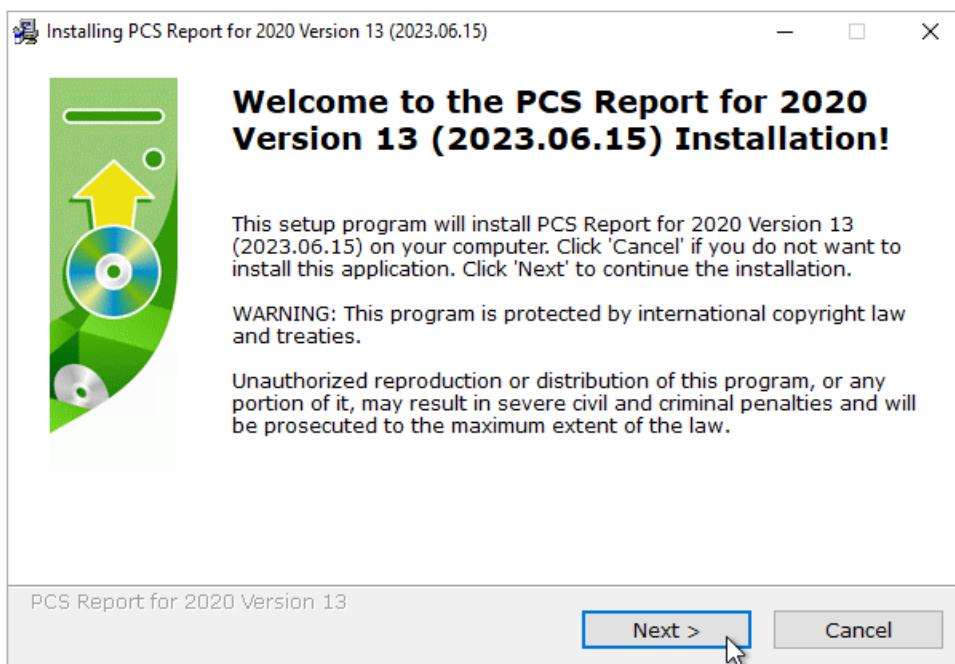 Installing PCS Report for 2020 Version 13 (2023.06.15)
Welcome to the PCS Report for 2020
Version 13 (2023.06.15) Installation!
This setup program will install PCS Report for 2020 Version 13
(2023.06.15) on your computer. Click 'Cancel' if you do not want to
install this application. Click 'Next' to continue the installation.
WARNING: This program is protected by international copyright law
and treaties.
Unauthorized reproduction or distribution of this program, or any
portion of it, may result in severe civil and criminal penalties and will
be prosecuted to the maximum extent of the law.
PCS Report for 2020 Version 13
Next >
Cancel